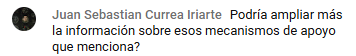 Juan Sebastian Currea Iriarte Podría ampliar más
la información sobre esos mecanismos de apoyo
que menciona?